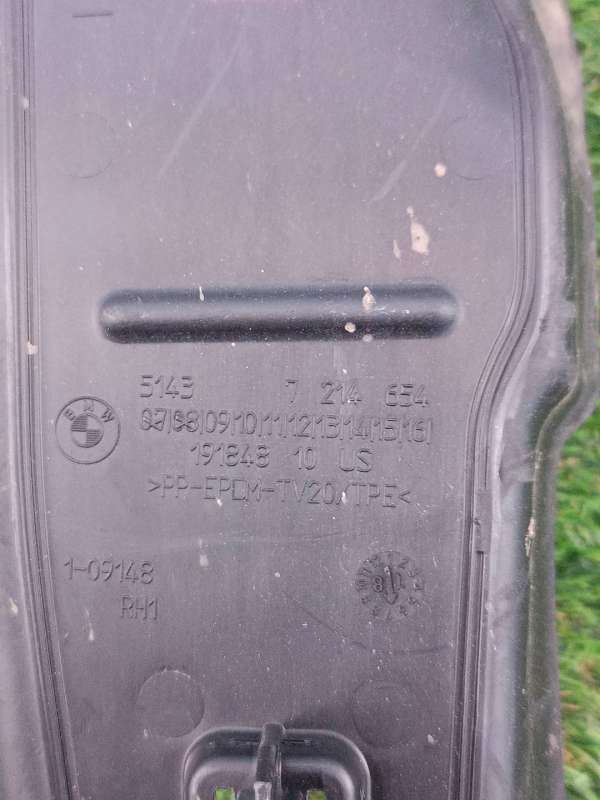 5143 7 214 654
BMW
07|08|09|10|11|12|13|14|15|16|
191848 10 US
>PP-EPDM-TV20/TPE<
1-09148
RH1